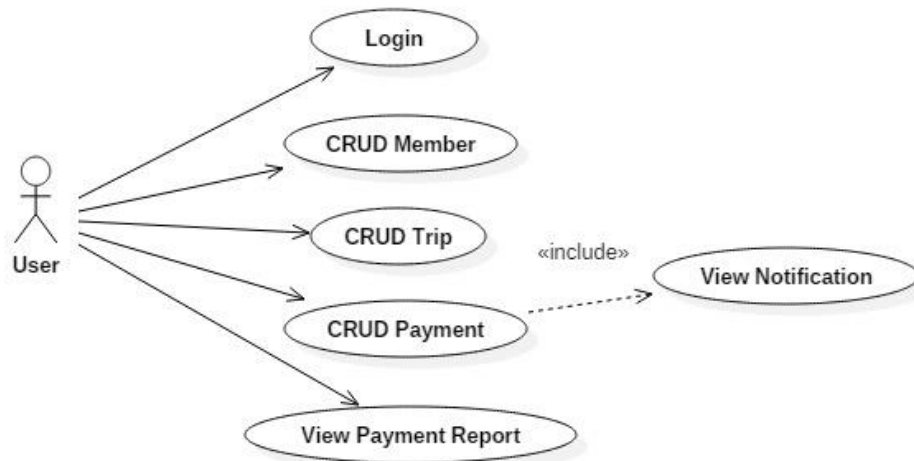 Login
CRUD Member
CRUD Trip
User
«include»
View Notification
CRUD Payment
View Payment Report